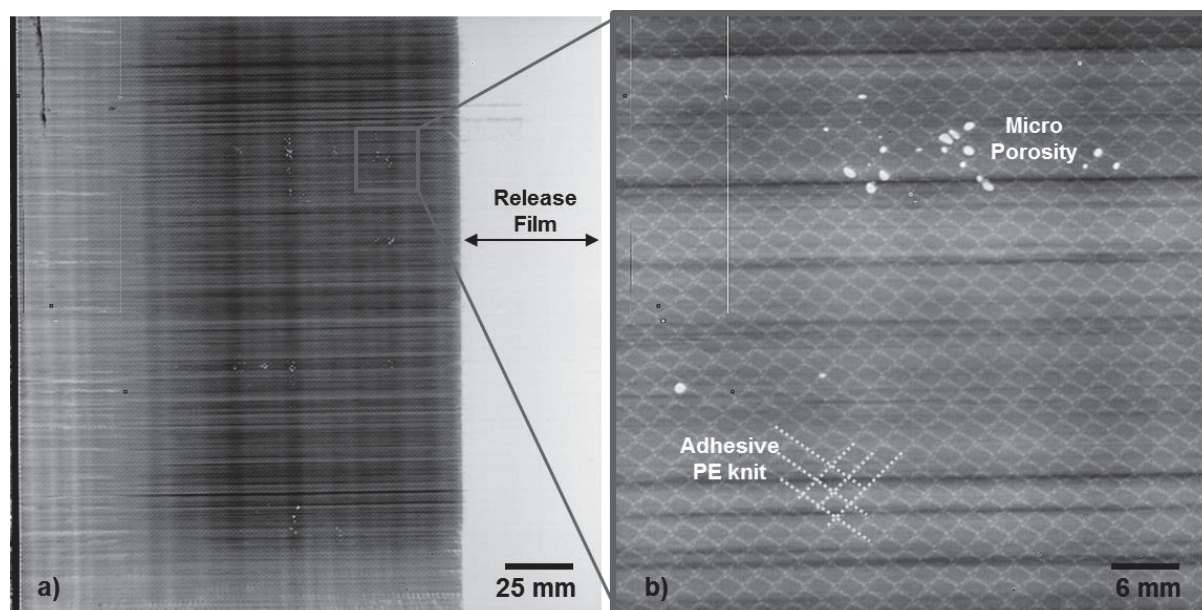 Release
Film
a)
25 mm
Micro
Porosity
Adhesive
PE knit
b)
6 mm